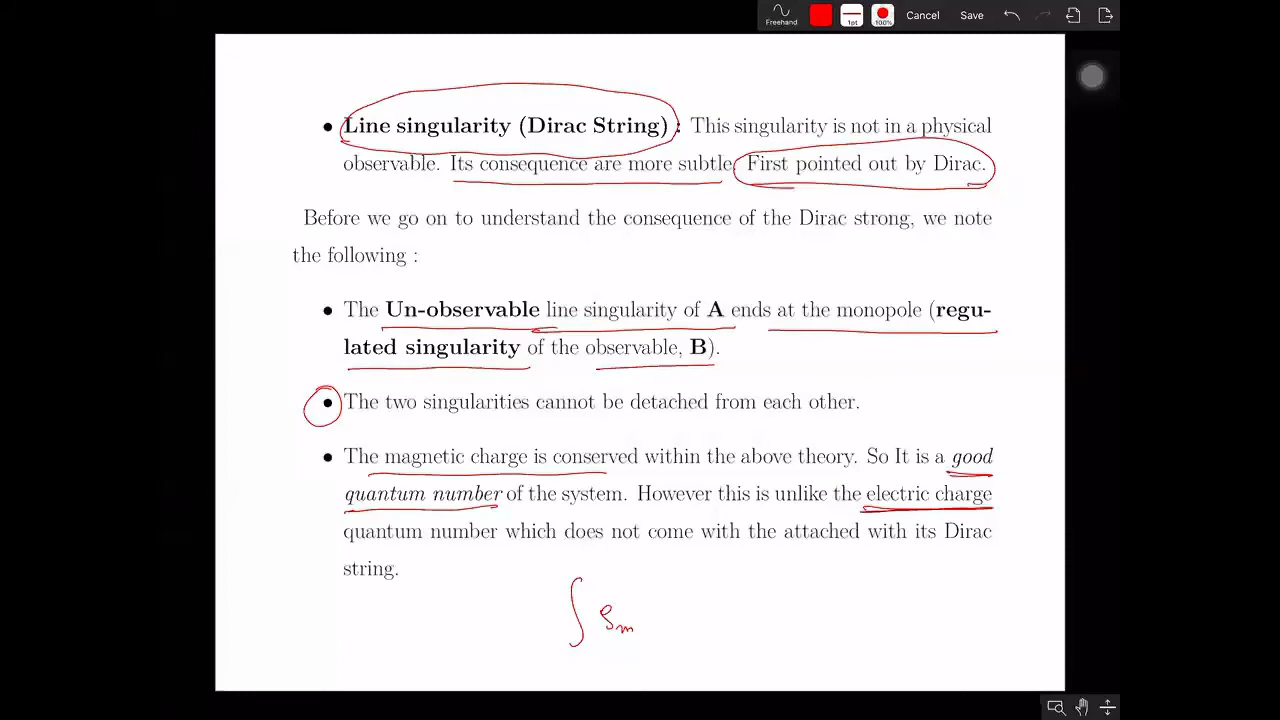 Freehand 1pt 100% Cancel Save
• Line singularity (Dirac String) : This singularity is not in a physical
observable. Its consequence are more subtle. First pointed out by Dirac.
Before we go on to understand the consequence of the Dirac strong, we note
the following :
• The Un-observable line singularity of A ends at the monopole (regu-
lated singularity of the observable, B).
• The two singularities cannot be detached from each other.
• The magnetic charge is conserved within the above theory. So It is a good
quantum number of the system. However this is unlike the electric charge
quantum number which does not come with the attached with its Dirac
string.
∫ ρm